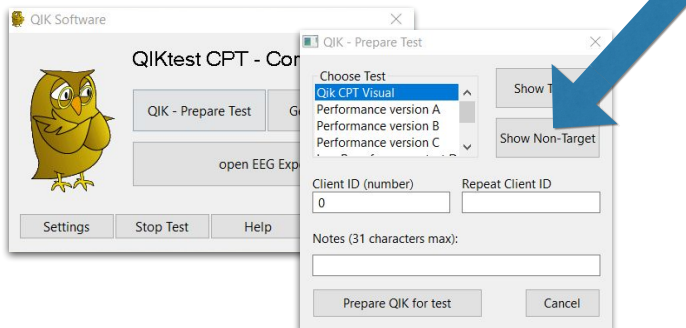 QIK Software
QIKtest CPT -
QIK - Prepare Test
open EEG
Settings
Stop Test
Help
QIK - Prepare Test
Choose Test
Qik CPT Visual
Performance version A
Performance version B
Performance version C
Show
Show Non-Target
Client ID (number)
Repeat Client ID
0
Notes (31 characters max):
Prepare QIK for test
Cancel